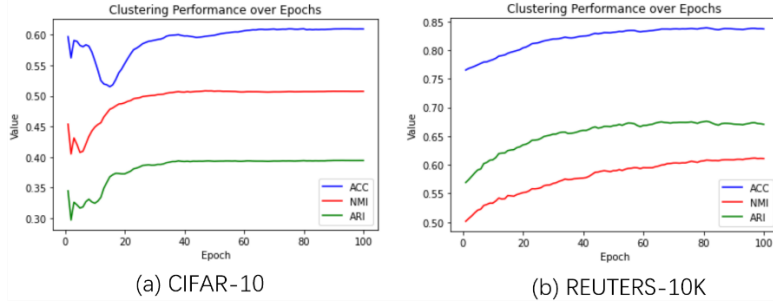 Clustering Performance over Epochs
0.60
0.55
0.50
0.45
0.40
0.35
0.30
Value
ACC
NMI
ARI
0 20 40 60 80 100
Epoch
(a) CIFAR-10
Clustering Performance over Epochs
0.85
0.80
0.75
0.70
0.65
0.60
0.55
0.50
Value
ACC
NMI
ARI
0 20 40 60 80 100
Epoch
(b) REUTERS-10K